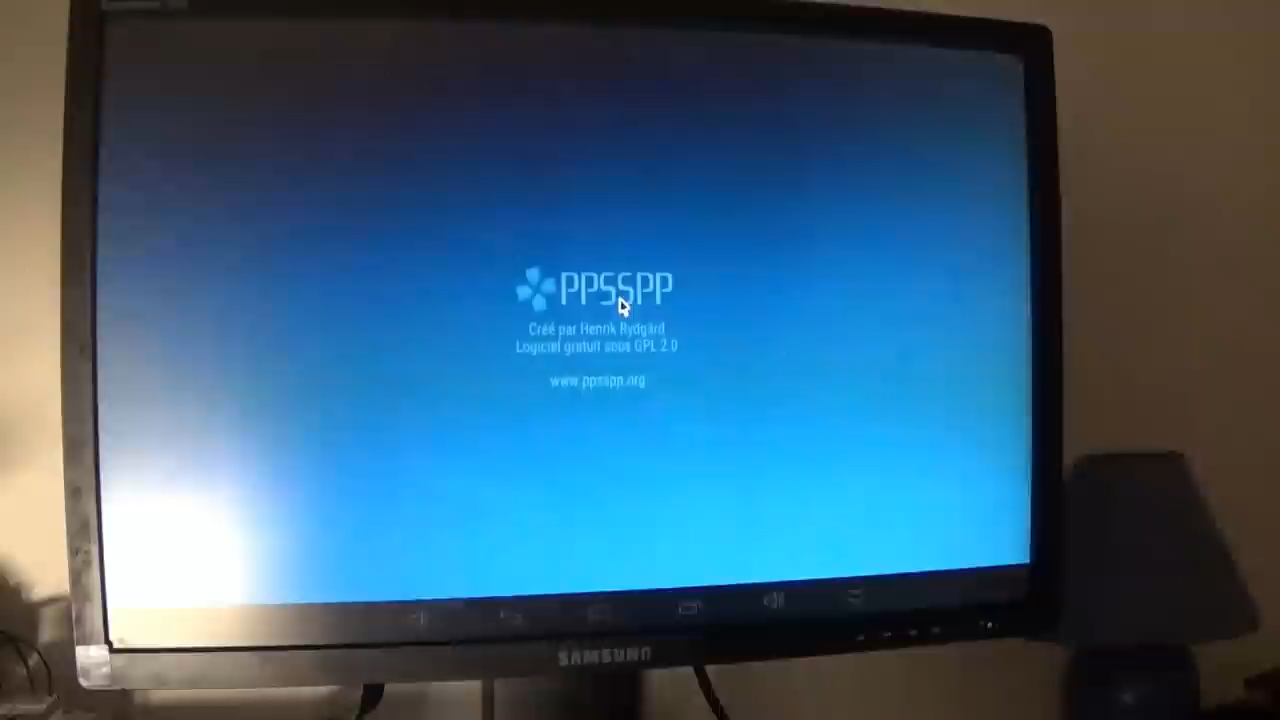 PPSSPP
Créé par Henrik Rydgård
Logiciel gratuit sous GPL 2.0
www.ppsspp.org
SAMSUNG